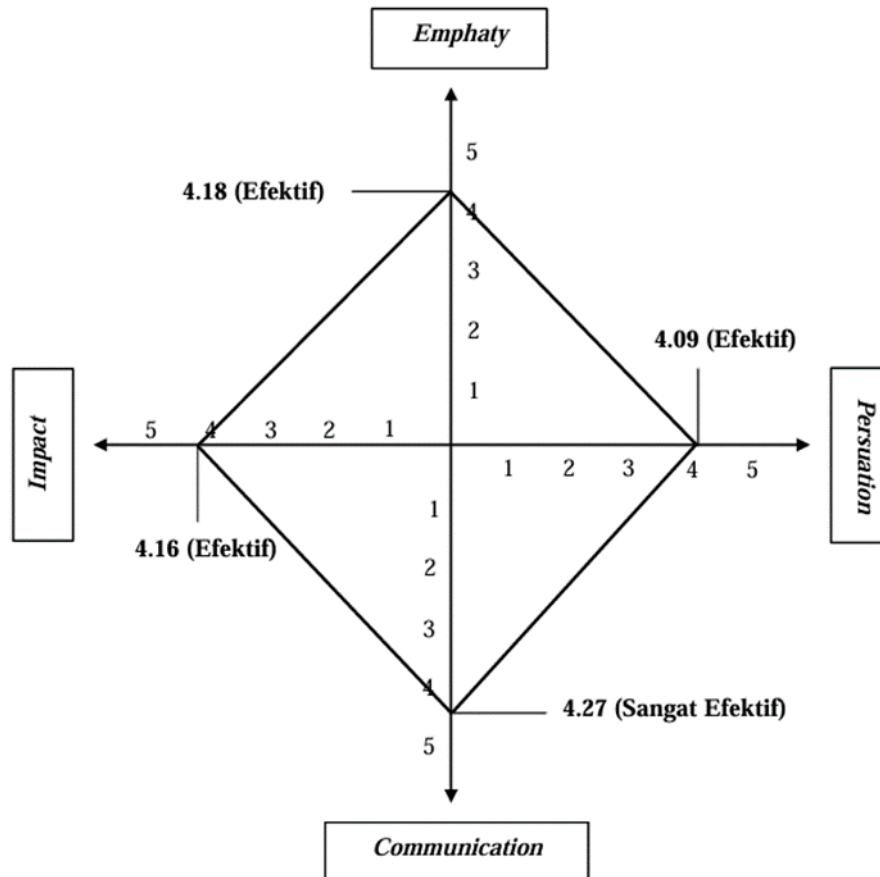 Emphaty
5
4.18 (Efektif)
4
3
2
4.09 (Efektif)
1
Impact
5 4 3 2 1
1 2 3 4 5
Persuation
1
4.16 (Efektif)
2
3
4
4.27 (Sangat Efektif)
5
Communication